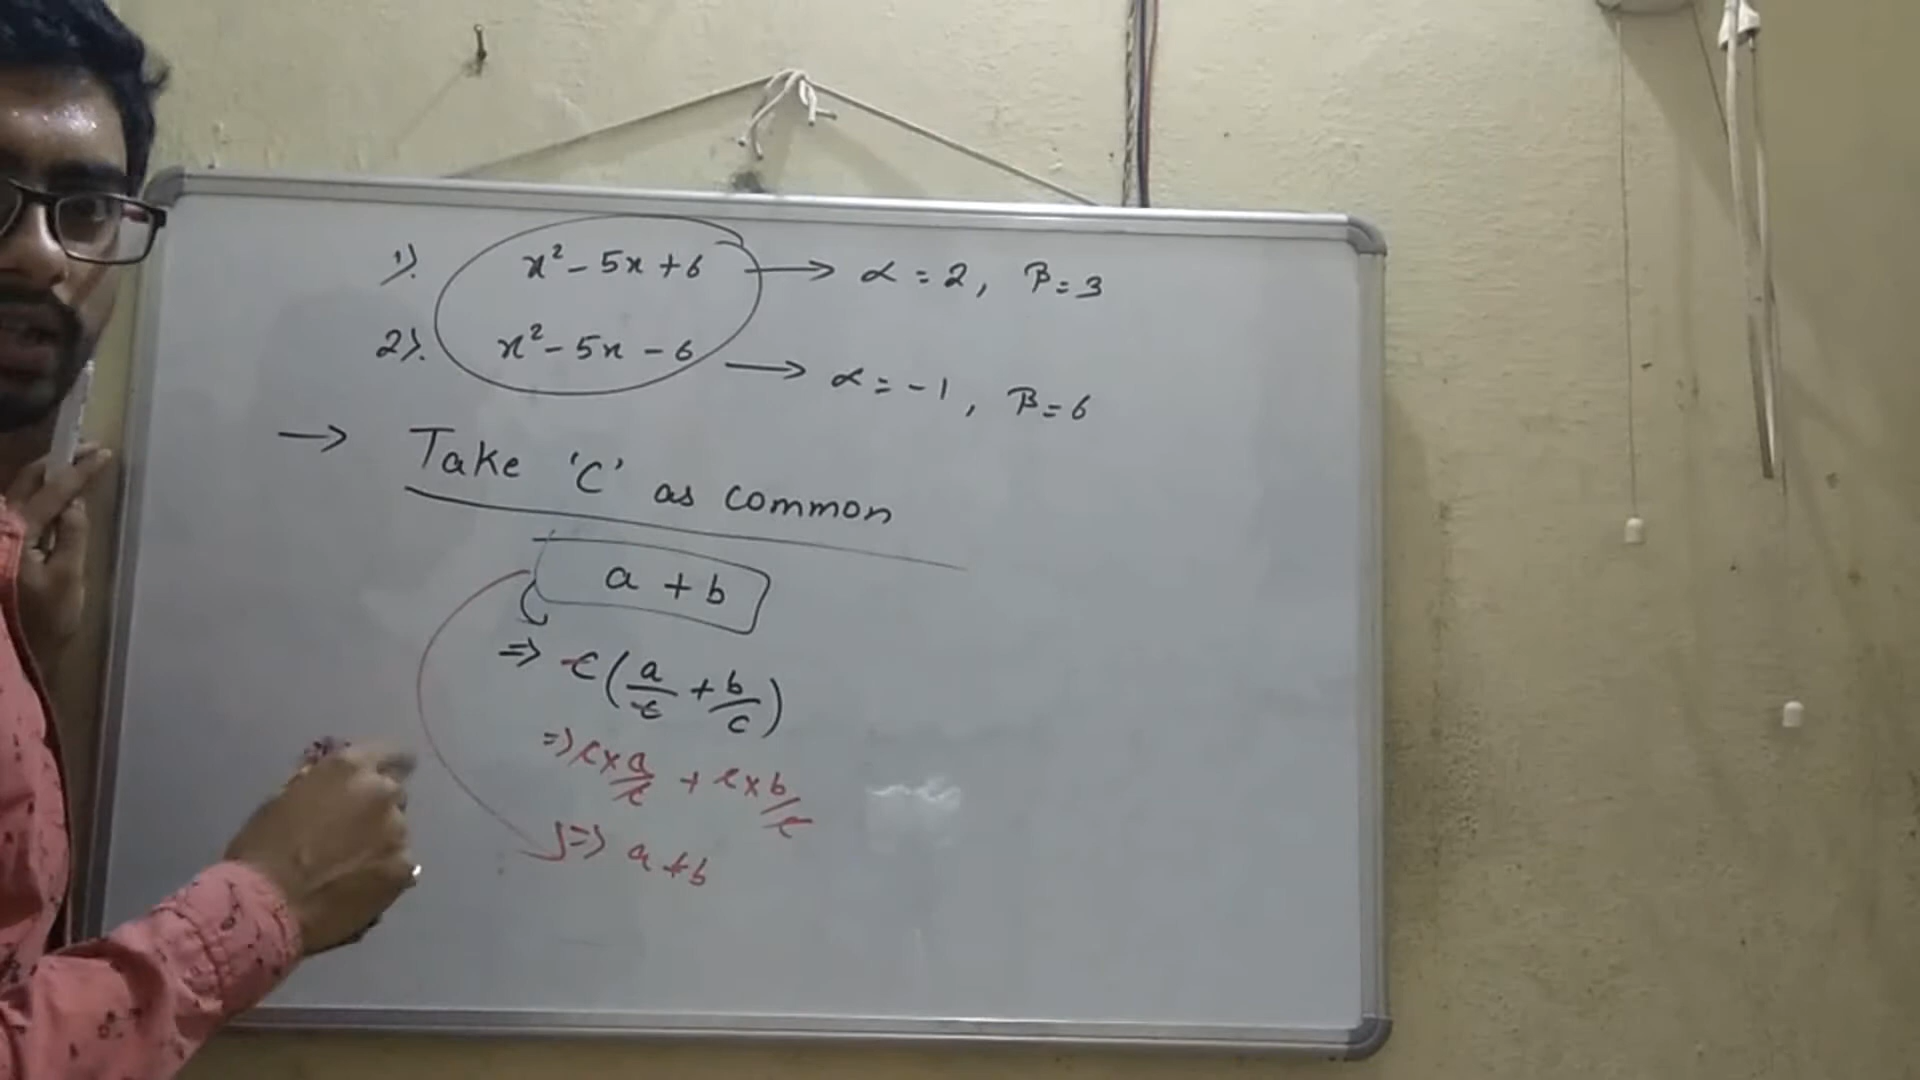 1). x² - 5x + 6 → α = 2, β = 3
2). x² - 5x - 6 → α = -1, β = 6
→ Take 'C' as common
a + b
⇒ c(a/c + b/c)
⇒ c × a/c + c × b/c
⇒ a + b